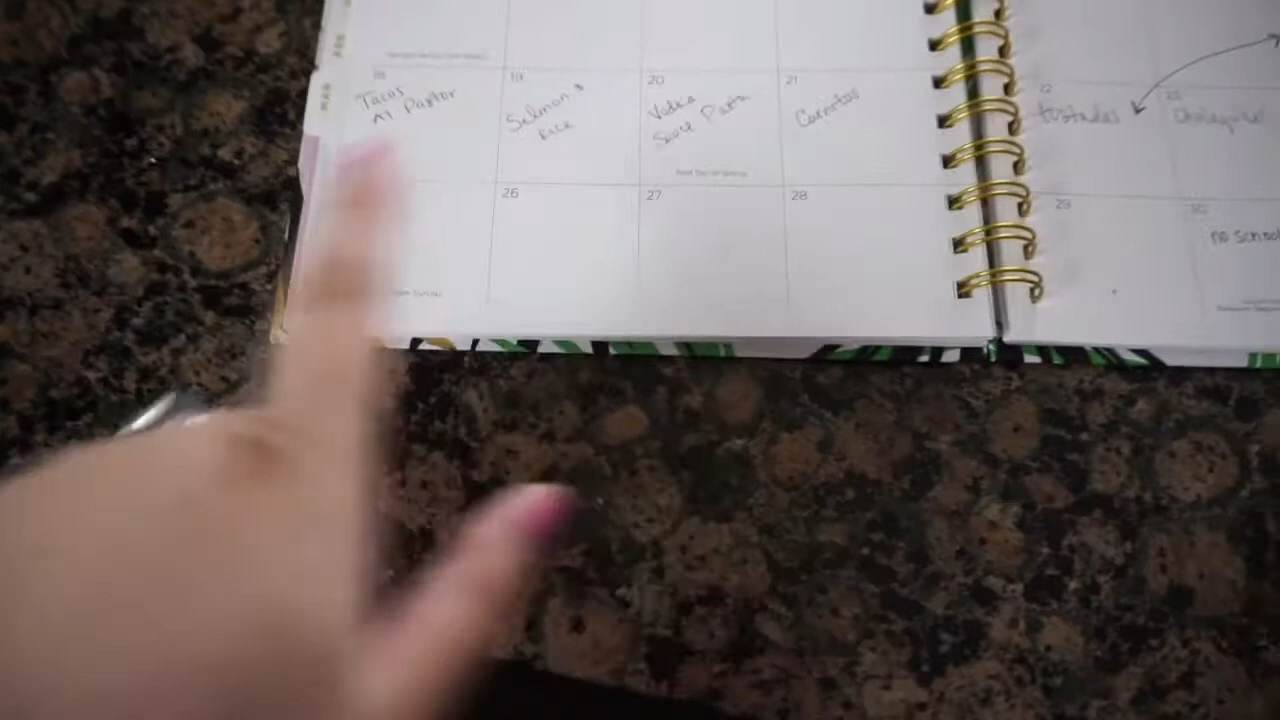 18
Tacos
Al Pastor
19
Salmon &
Rice
20
Vodka
Sauce Pasta
21
Carnitas
22
tostadas
26
27
28
29
30
no school
MAR